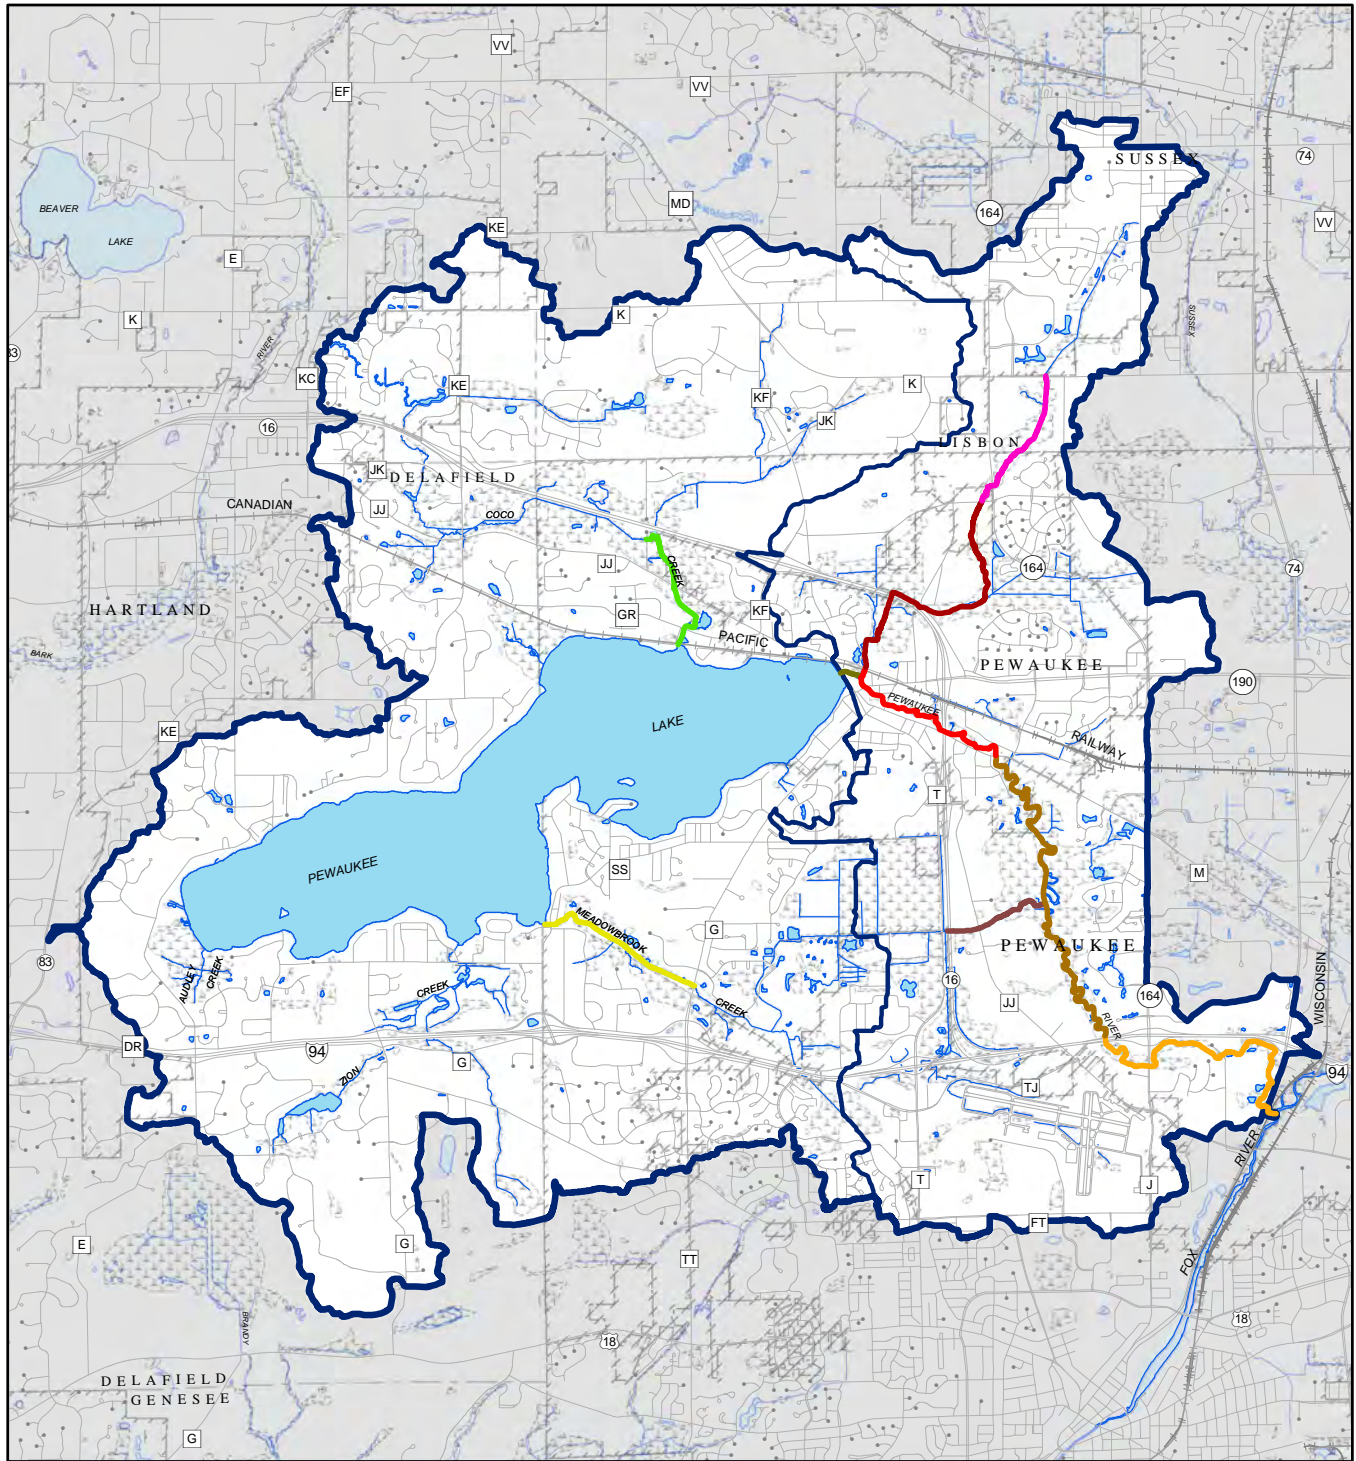 VV
VV
EF
SUSSEX
74
BEAVER
LAKE
MD
164
VV
KE
E
K
K
SUSSEX
RIVER
83
KC
KE
KF
K
16
JK
LISBON
JK
DELAFIELD
CANADIAN
JJ
COCO
CREEK
JJ
164
74
HARTLAND
GR
KF
PACIFIC
BARK
PEWAUKEE
190
KE
LAKE
PEWAUKEE
RAILWAY
T
PEWAUKEE
SS
M
MEADOWBROOK
G
PEWAUKEE
83
AUDLEY
CREEK
CREEK
CREEK
16
JJ
164
WISCONSIN
RIVER
DR
94
G
ZION
TJ
94
RIVER
T
J
FT
E
G
TT
FOX
BRANDY
18
18
DELAFIELD
GENESEE
G